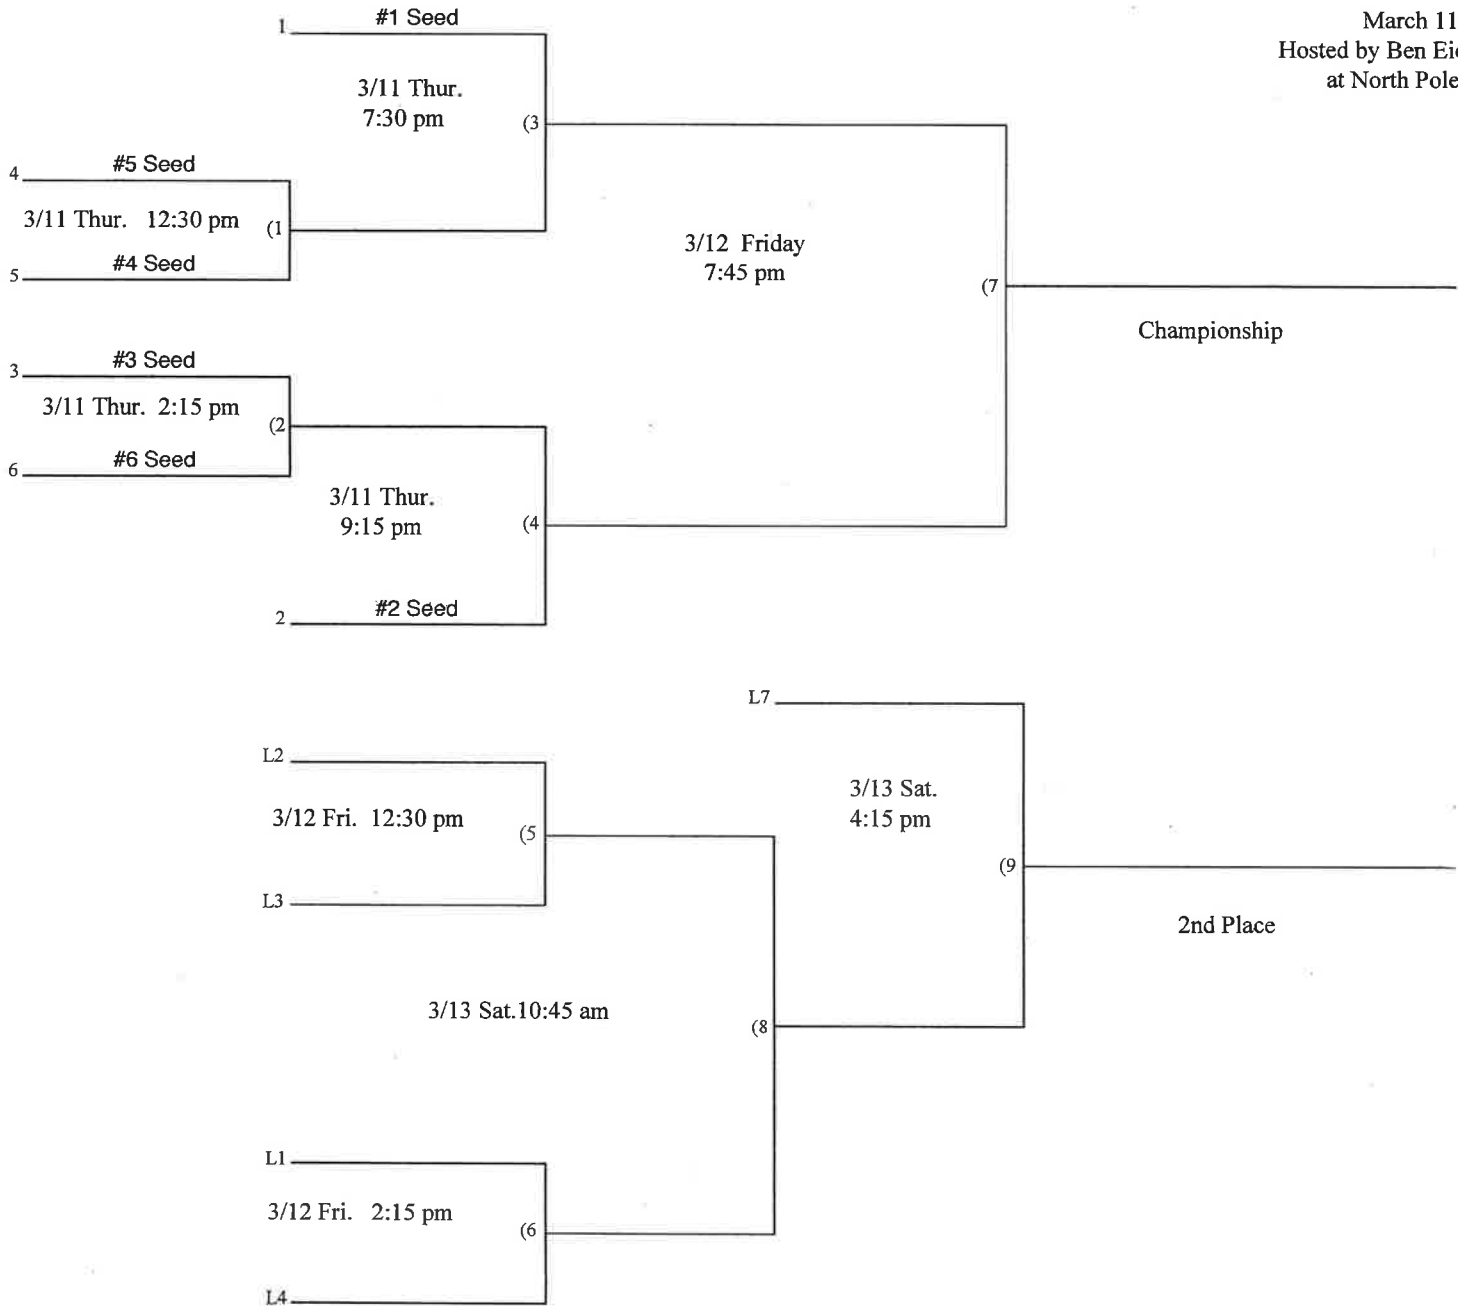 March 11
Hosted by Ben
at North Pole
1 #1 Seed
3/11 Thur.
7:30 pm
(3
4 #5 Seed
3/11 Thur. 12:30 pm (1
5 #4 Seed
3/12 Friday
7:45 pm
(7
Championship
3 #3 Seed
3/11 Thur. 2:15 pm (2
6 #6 Seed
3/11 Thur.
9:15 pm
(4
2 #2 Seed
L7
L2
3/12 Fri. 12:30 pm (5
L3
3/13 Sat.
4:15 pm
(9
2nd Place
3/13 Sat.10:45 am (8
L1
3/12 Fri. 2:15 pm (6
L4